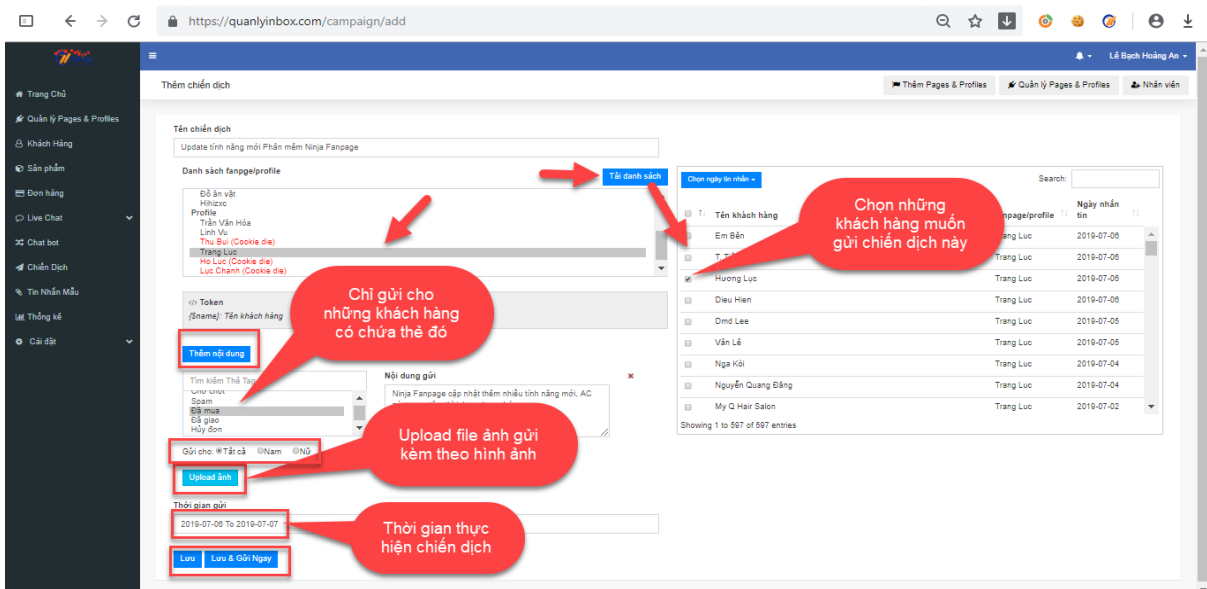 https://quanlyinbox.com/campaign/add
Lê Bạch Hoàng An
Thêm chiến dịch
Thêm Pages & Profiles
Quản lý Pages & Profiles
Nhân viên
Trang Chủ
Quản lý Pages & Profiles
Khách Hàng
Sản phẩm
Đơn hàng
Live Chat
Chat bot
Chiến Dịch
Tin Nhắn Mẫu
Thống kê
Cài đặt
Tên chiến dịch
Update tính năng mới Phần mềm Ninja Fanpage
Danh sách fanpge/profile
Tải danh sách
Đồ ăn vặt
Hihizxc
Profile
Trần Văn Hóa
Linh Vu
Thu Bui (Cookie die)
Trang Luc
Ho Luc (Cookie die)
Lục Chanh (Cookie die)
</> Token
{$name}: Tên khách hàng
Chỉ gửi cho
những khách hàng
có chứa thẻ đó
Thêm nội dung
Tìm kiếm Thẻ Tag
Spam
Đã mua
Đã giao
Hủy đơn
Nội dung gửi
Ninja Fanpage cập nhật thêm nhiều tính năng mới, AC
Gửi cho: Tất cả Nam Nữ
Upload ảnh
Upload file ảnh gửi
kèm theo hình ảnh
Thời gian gửi
2019-07-06 To 2019-07-07
Thời gian thực
hiện chiến dịch
Lưu
Lưu & Gửi Ngay
Chọn ngày tin nhắn
Search:
Chọn những
khách hàng muốn
gửi chiến dịch này
Tên khách hàng
npage/profile
Ngày nhắn
tin
Em Bên Trang Luc 2019-07-06
Trang Luc 2019-07-06
Hương Lục Trang Luc 2019-07-06
Dieu Hien Trang Luc 2019-07-06
Dmd Lee Trang Luc 2019-07-05
Vân Lê Trang Luc 2019-07-05
Nga Kói Trang Luc 2019-07-04
Nguyễn Quang Đăng Trang Luc 2019-07-04
My Q Hair Salon Trang Luc 2019-07-02
Showing 1 to 597 of 597 entries